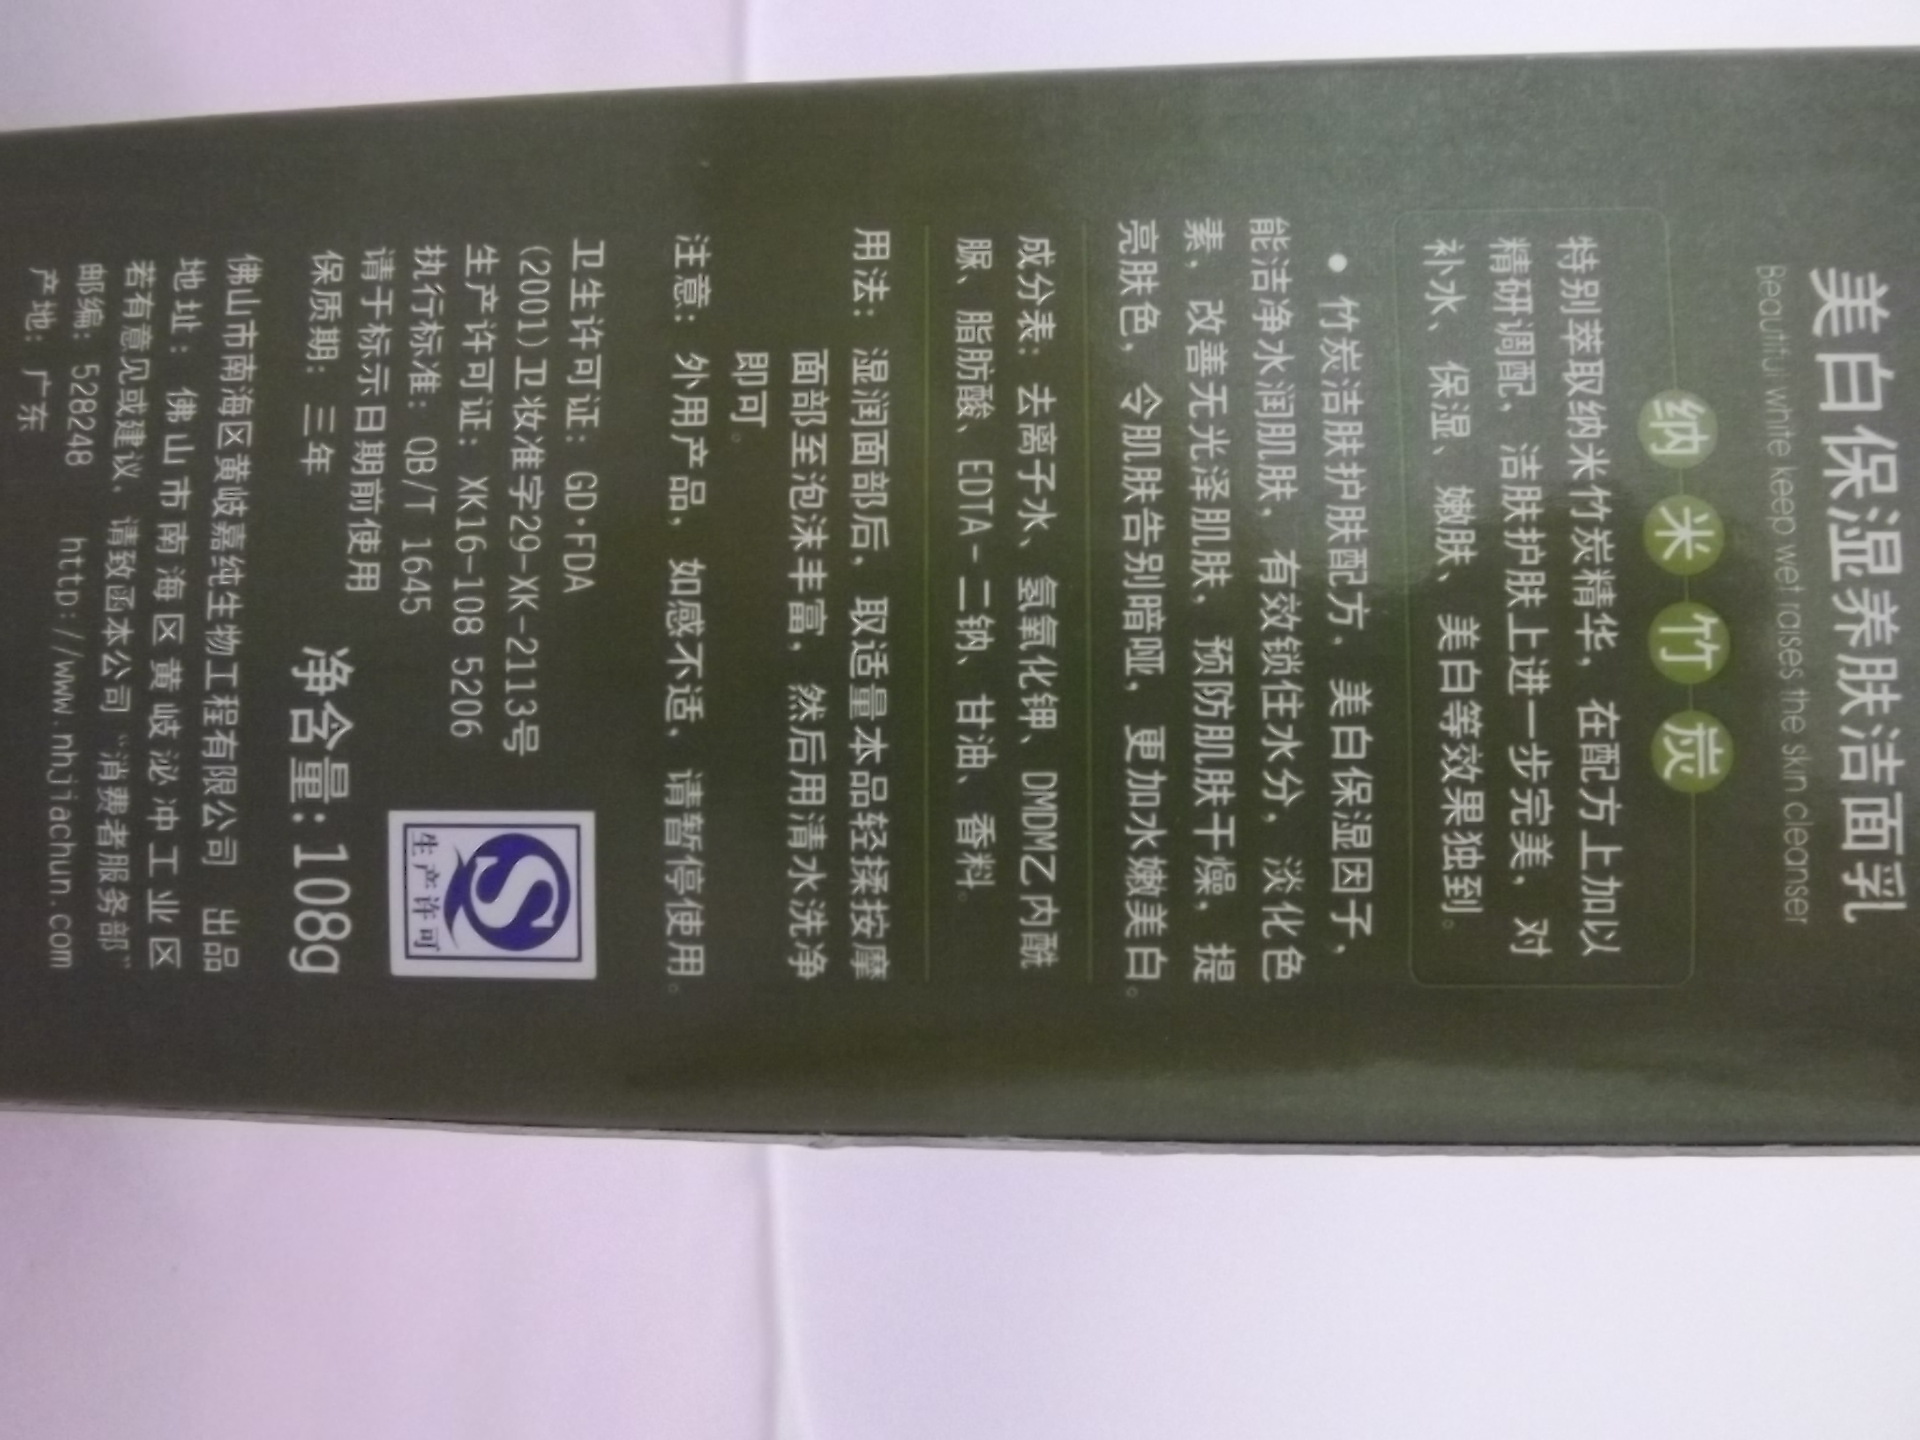 美白保湿养肤洁面乳
Beautiful white keep wet raises the skin cleanser
纳米竹炭
特别萃取纳米竹炭精华，在配方上加以
精研调配，洁肤护肤上进一步完美，对
补水、保湿、嫩肤、美白等效果独到。
● 竹炭洁肤护肤配方，美白保湿因子，
能洁净水润肌肤，有效锁住水分，淡化色
素，改善无光泽肌肤，预防肌肤干燥，提
亮肤色，令肌肤告别暗哑，更加水嫩美白。
成分表：去离子水、氢氧化钾、DMDM乙内酰
脲、脂肪酸、EDTA-二钠、甘油、香料。
用法：湿润面部后，取适量本品轻揉按摩
面部至泡沫丰富，然后用清水洗净
即可。
注意：外用产品，如感不适，请暂停使用。
卫生许可证：GD·FDA
(2001)卫妆准字29-XK-2113号
生产许可证：XK16-108 5206
执行标准：QB/T 1645
请于标示日期前使用
保质期：三年
净含量：108g
生产许可
佛山市南海区黄岐嘉纯生物工程有限公司 出品
地址：佛山市南海区黄岐泌冲工业区
若有意见或建议，请致函本公司“消费者服务部”
邮编：528248 http://www.nhjiachun.com
产地：广东